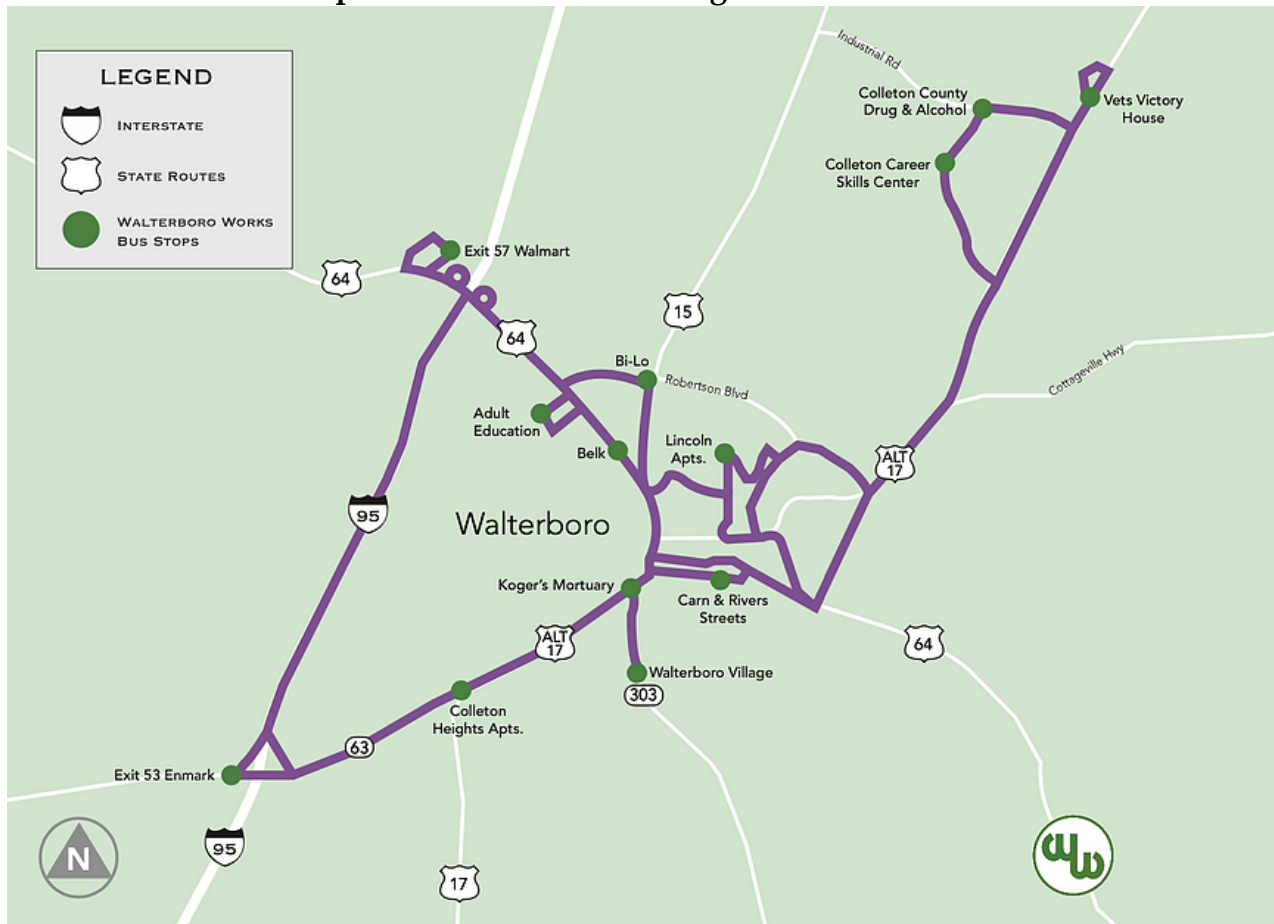 LEGEND
INTERSTATE
STATE ROUTES
WALTERBORO WORKS
BUS STOPS
Industrial Rd
Colleton County
Drug & Alcohol
Vets Victory
House
Colleton Career
Skills Center
Exit 57 Walmart
64
15
64
Bi-Lo
Robertson Blvd
Cottageville Hwy
Adult
Education
Belk
Lincoln
Apts.
ALT
17
95
Walterboro
Koger's Mortuary
Carn & Rivers
Streets
ALT
17
64
Walterboro Village
303
Colleton
Heights Apts.
63
Exit 53 Enmark
95
N
17
WW